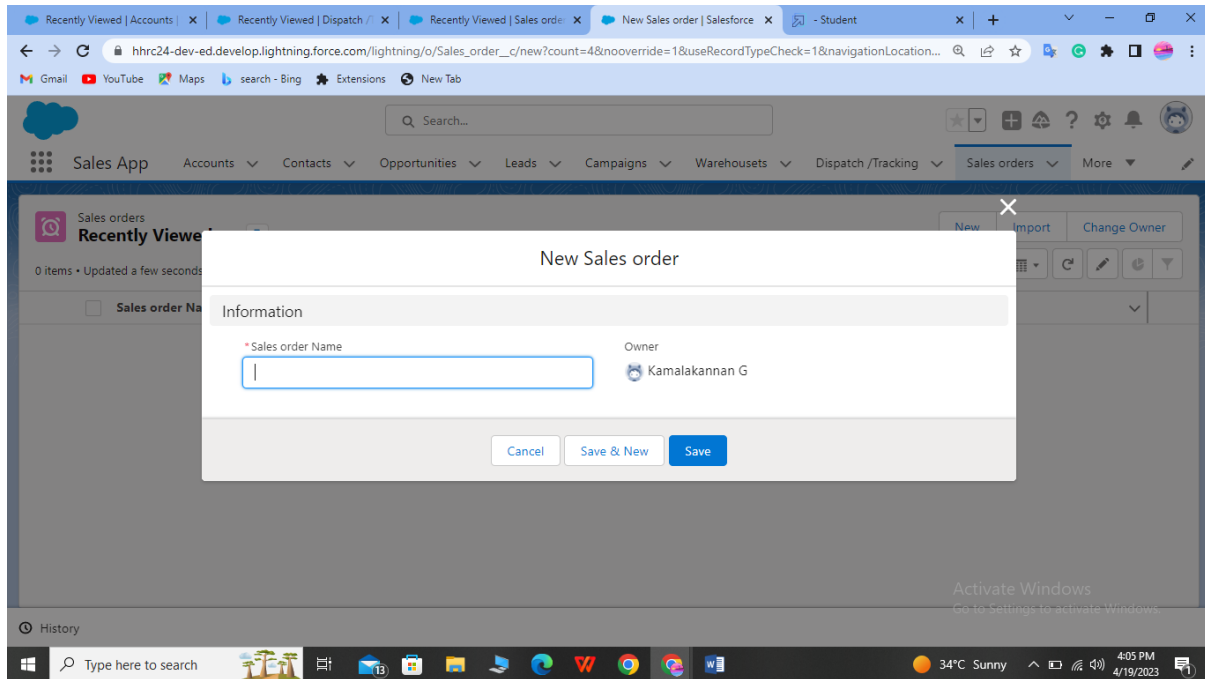 Recently Viewed | Accounts |
Recently Viewed | Dispatch /T
Recently Viewed | Sales order
New Sales order | Salesforce
- Student
hhrc24-dev-ed.develop.lightning.force.com/lightning/o/Sales_order__c/new?count=4&nooverride=1&useRecordTypeCheck=1&navigationLocation...
Gmail YouTube Maps search - Bing Extensions New Tab
Search...
Sales App Accounts Contacts Opportunities Leads Campaigns Warehousets Dispatch /Tracking Sales orders More
Sales orders
Recently Viewe
New Import Change Owner
0 items • Updated a few seconds
Sales order Na
New Sales order
Information
*Sales order Name
Owner
Kamalakannan G
Cancel Save & New Save
Activate Windows
Go to Settings to activate Windows.
History
Type here to search
13
34°C Sunny
4:05 PM
4/19/2023
1